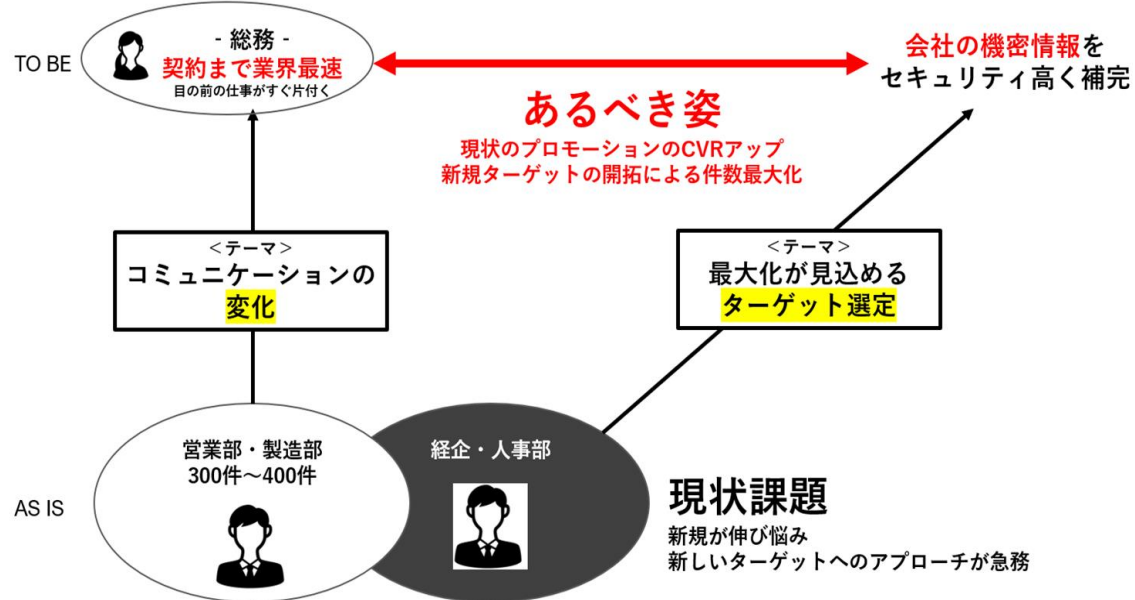 TO BE
- 総務 -
契約まで業界最速
目の前の仕事がすぐ片付く
会社の機密情報を
セキュリティ高く補完
あるべき姿
現状のプロモーションのCVRアップ
新規ターゲットの開拓による件数最大化
＜テーマ＞
コミュニケーションの
変化
＜テーマ＞
最大化が見込める
ターゲット選定
AS IS
営業部・製造部
300件～400件
経企・人事部
現状課題
新規が伸び悩み
新しいターゲットへのアプローチが急務